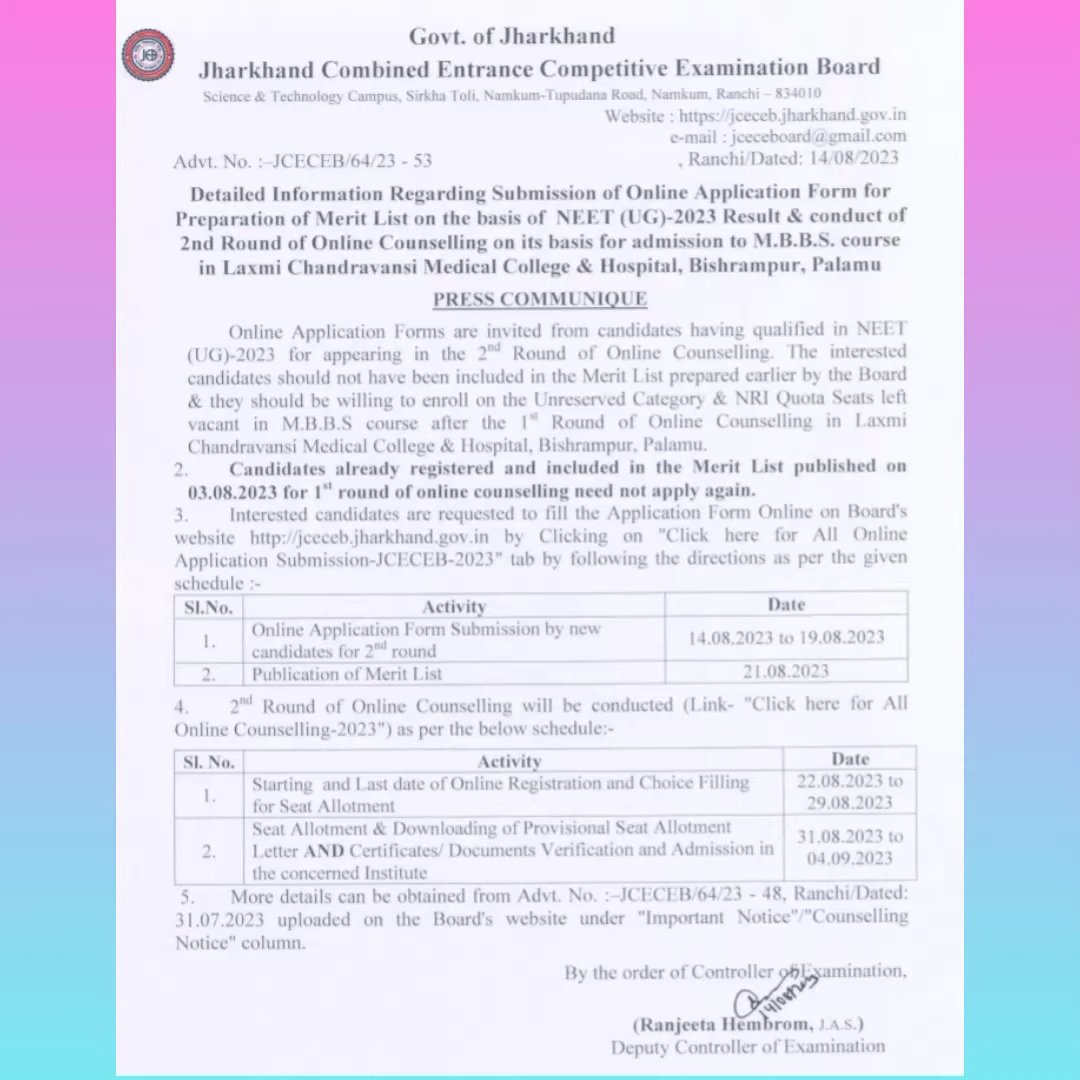 Govt. of Jharkhand
Jharkhand Combined Entrance Competitive Examination Board
Science & Technology Campus, Sirkha Toli, Namkum-Tupudana Road, Namkum, Ranchi – 834010
Website : https://jceceb.jharkhand.gov.in
e-mail : jceceboard@gmail.com
Advt. No. :–JCECEB/64/23 - 53 , Ranchi/Dated: 14/08/2023
Detailed Information Regarding Submission of Online Application Form for
Preparation of Merit List on the basis of NEET (UG)-2023 Result & conduct of
2nd Round of Online Counselling on its basis for admission to M.B.B.S. course
in Laxmi Chandravansi Medical College & Hospital, Bishrampur, Palamu
PRESS COMMUNIQUE
Online Application Forms are invited from candidates having qualified in NEET
(UG)-2023 for appearing in the 2nd Round of Online Counselling. The interested
candidates should not have been included in the Merit List prepared earlier by the Board
& they should be willing to enroll on the Unreserved Category & NRI Quota Seats left
vacant in M.B.B.S course after the 1st Round of Online Counselling in Laxmi
Chandravansi Medical College & Hospital, Bishrampur, Palamu.
2. Candidates already registered and included in the Merit List published on
03.08.2023 for 1st round of online counselling need not apply again.
3. Interested candidates are requested to fill the Application Form Online on Board's
website http://jceceb.jharkhand.gov.in by Clicking on "Click here for All Online
Application Submission-JCECEB-2023" tab by following the directions as per the given
schedule :-
Sl.No. Activity Date
1. Online Application Form Submission by new
candidates for 2nd round 14.08.2023 to 19.08.2023
2. Publication of Merit List 21.08.2023
4. 2nd Round of Online Counselling will be conducted (Link- "Click here for All
Online Counselling-2023") as per the below schedule:-
Sl. No. Activity Date
1. Starting and Last date of Online Registration and Choice Filling
for Seat Allotment 22.08.2023 to
29.08.2023
2. Seat Allotment & Downloading of Provisional Seat Allotment
Letter AND Certificates/ Documents Verification and Admission in
the concerned Institute 31.08.2023 to
04.09.2023
5. More details can be obtained from Advt. No. :–JCECEB/64/23 - 48, Ranchi/Dated:
31.07.2023 uploaded on the Board's website under "Important Notice"/"Counselling
Notice" column.
By the order of Controller of Examination,
(Ranjeeta Hembrom, J.A.S.)
Deputy Controller of Examination